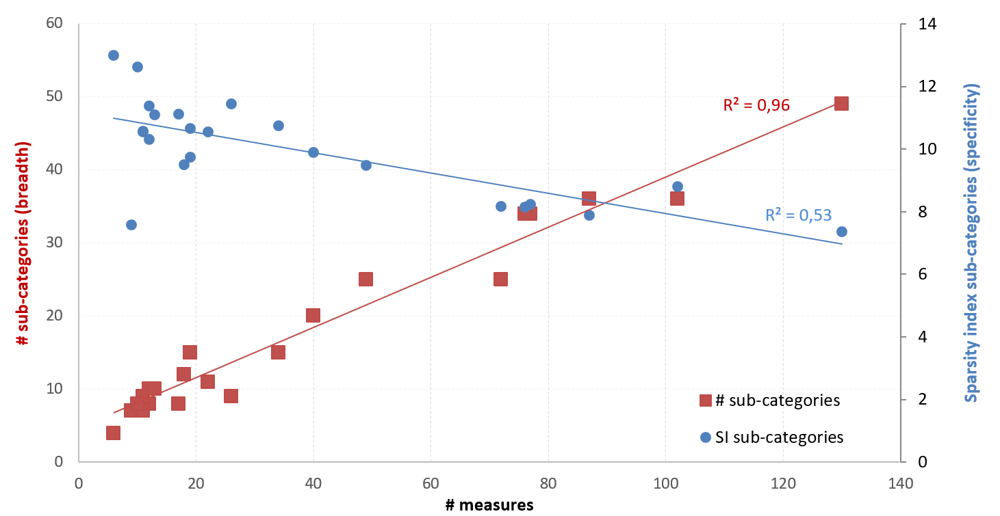 60
50
40
30
20
10
0
# sub-categories (breadth)
14
12
10
8
6
4
2
0
Sparsity index sub-categories (specificity)
R² = 0,96
R² = 0,53
# sub-categories
SI sub-categories
0 20 40 60 80 100 120 140
# measures